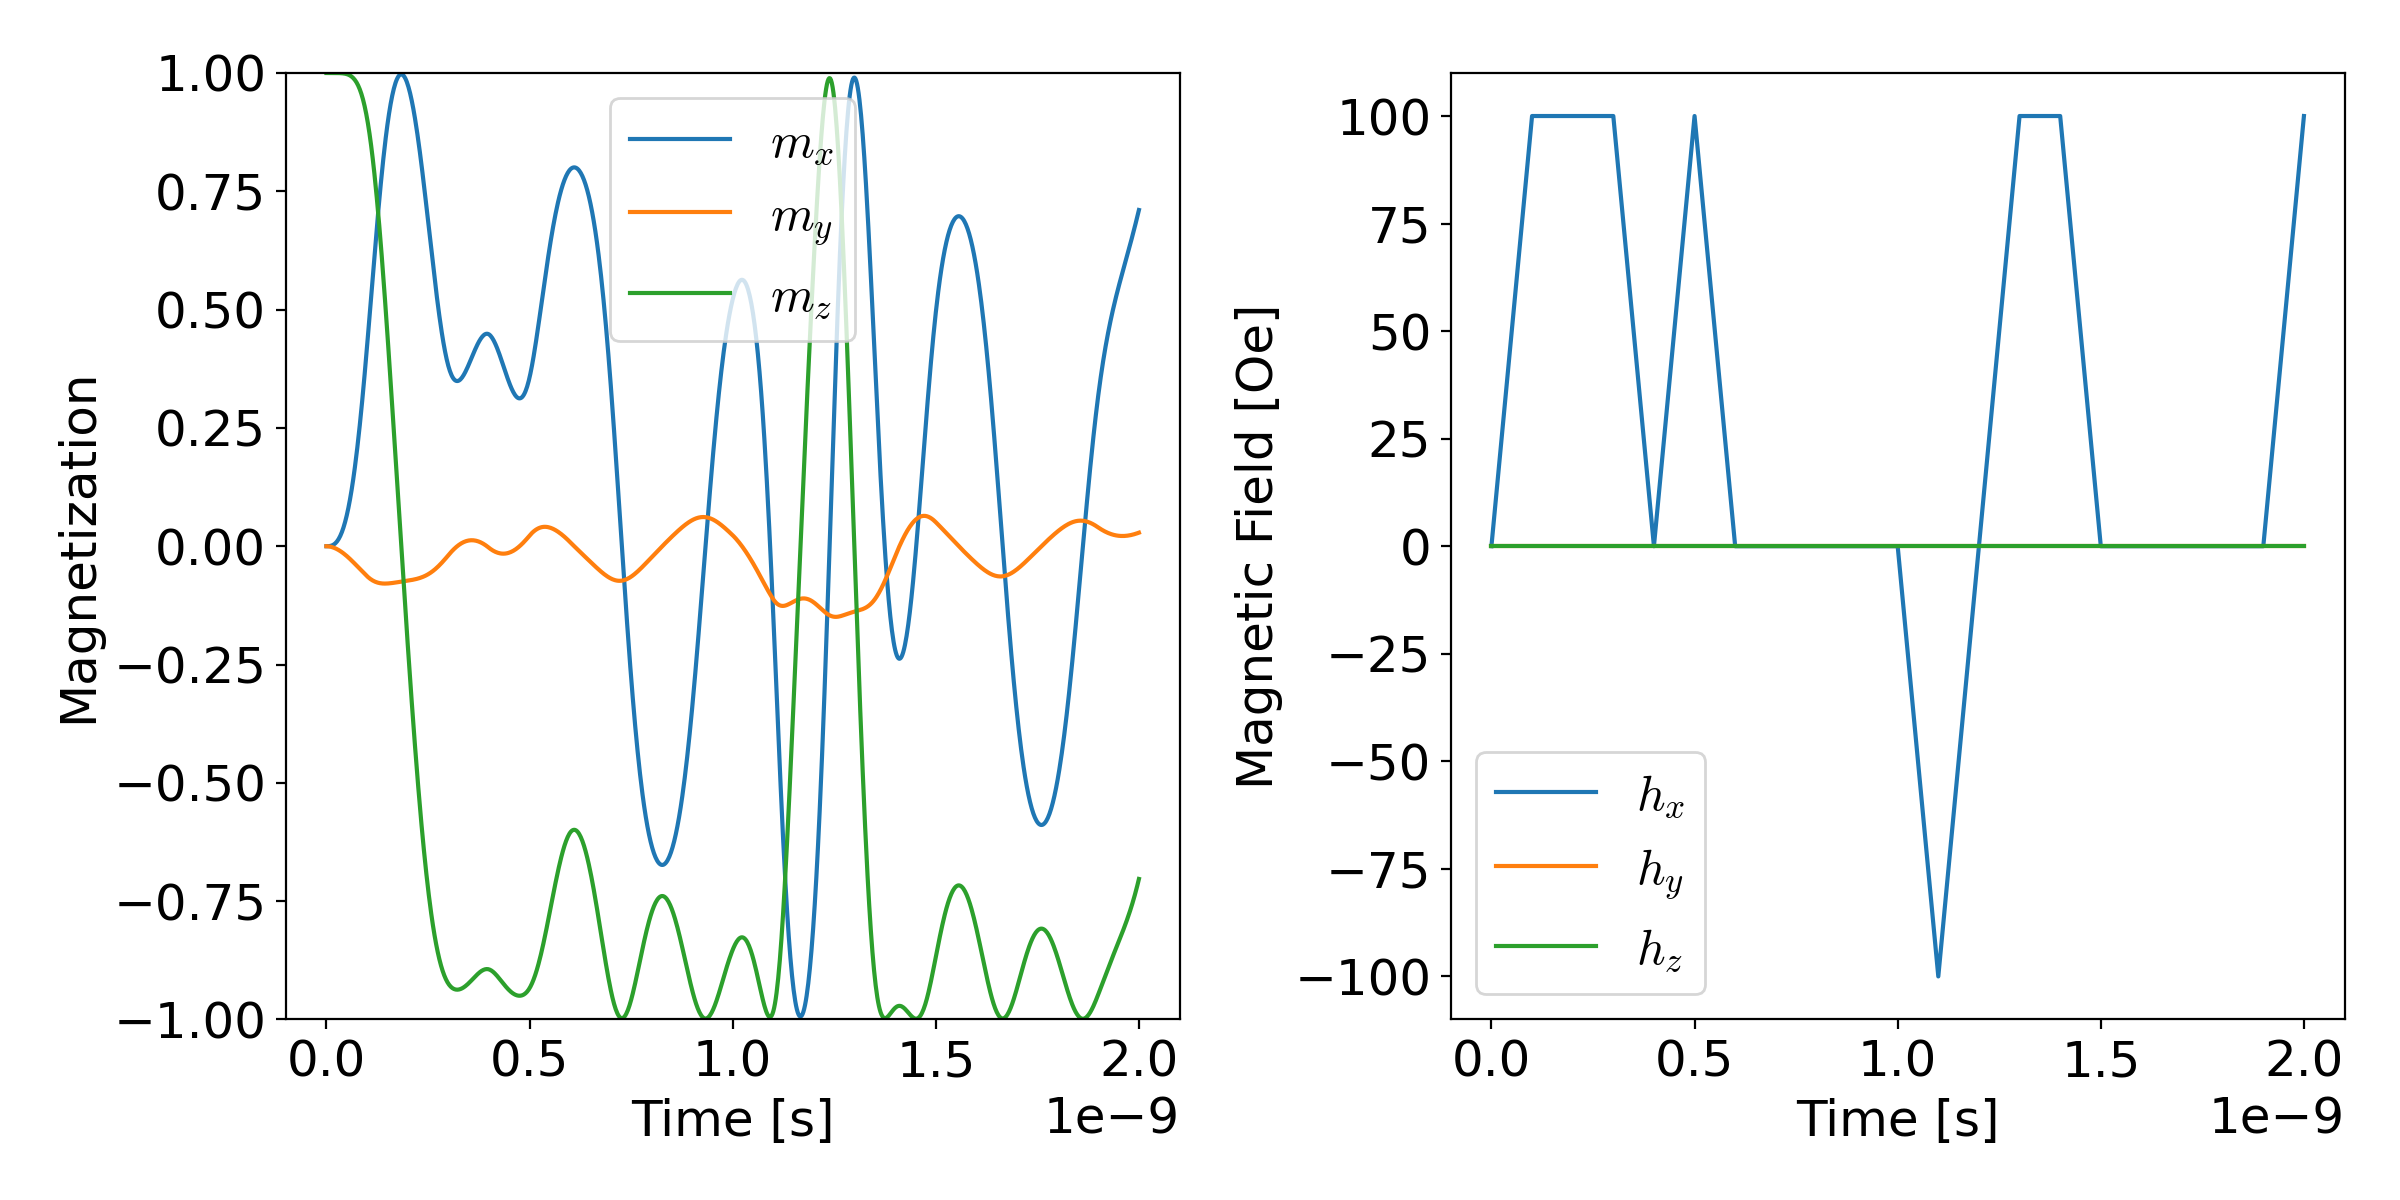 Magnetization
1.00
0.75
0.50
0.25
0.00
−0.25
−0.50
−0.75
−1.00
m_x
m_y
m_z
0.0 0.5 1.0 1.5 2.0
Time [s]
1e−9
Magnetic Field [Oe]
100
75
50
25
0
−25
−50
−75
−100
h_x
h_y
h_z
0.0 0.5 1.0 1.5 2.0
Time [s]
1e−9